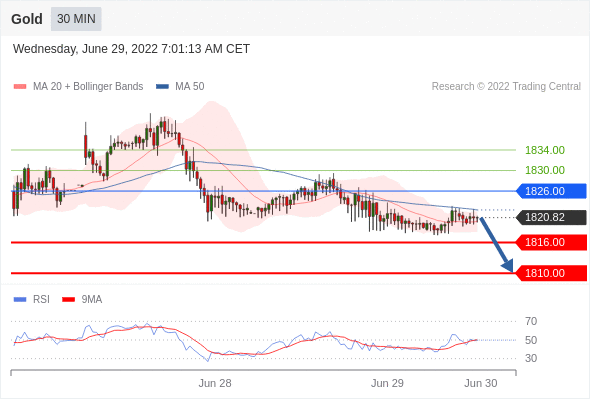 Gold 30 MIN
Wednesday, June 29, 2022 7:01:13 AM CET
MA 20 + Bollinger Bands MA 50 Research © 2022 Trading Central
1834.00
1830.00
1826.00
1820.82
1816.00
1810.00
RSI 9MA
70
50
30
Jun 28 Jun 29 Jun 30